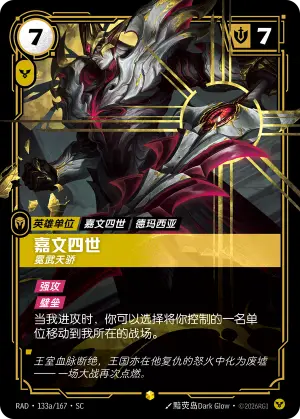 7
7
英雄单位 嘉文四世 德玛西亚
嘉文四世
冕武天骄
强攻
壁垒
当我进攻时，你可以选择将你控制的一名单
位移动到我所在的战场。
王室血脉断绝，王国亦在他复仇的怒火中化为废墟
——一场大战再次点燃。
RAD • 133a/167 • SC
黯荧岛Dark Glow • ©2026RG1